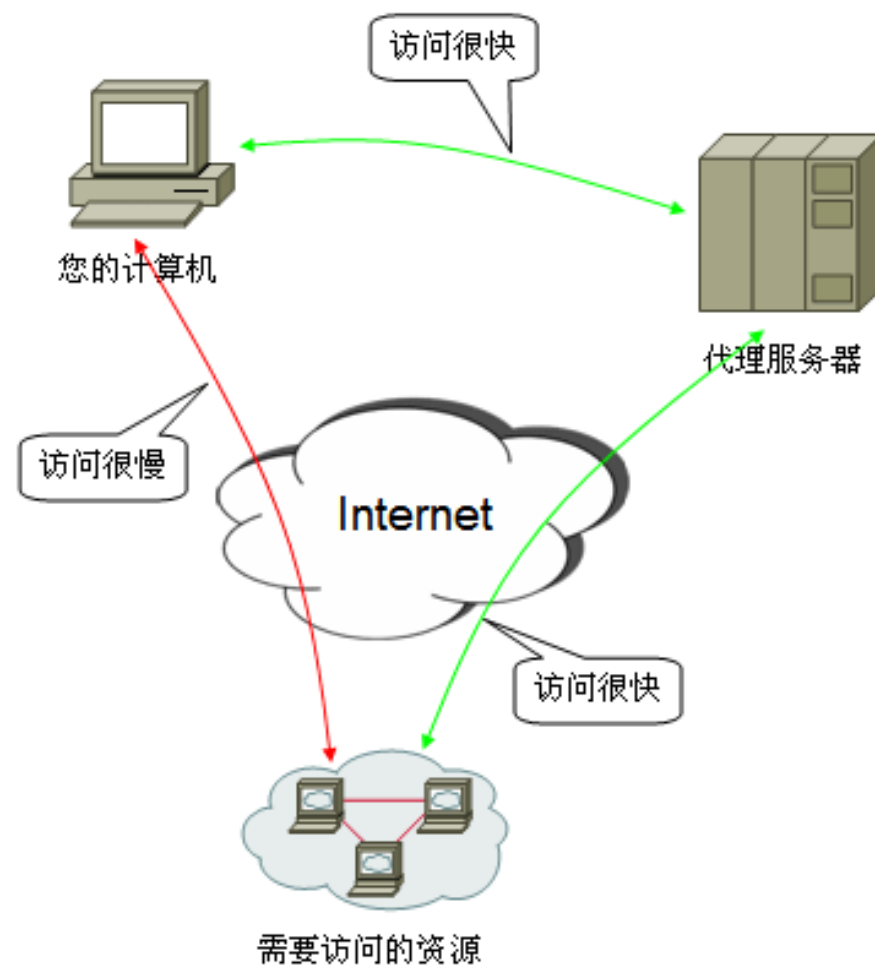 访问很快
您的计算机
代理服务器
访问很慢
Internet
访问很快
需要访问的资源